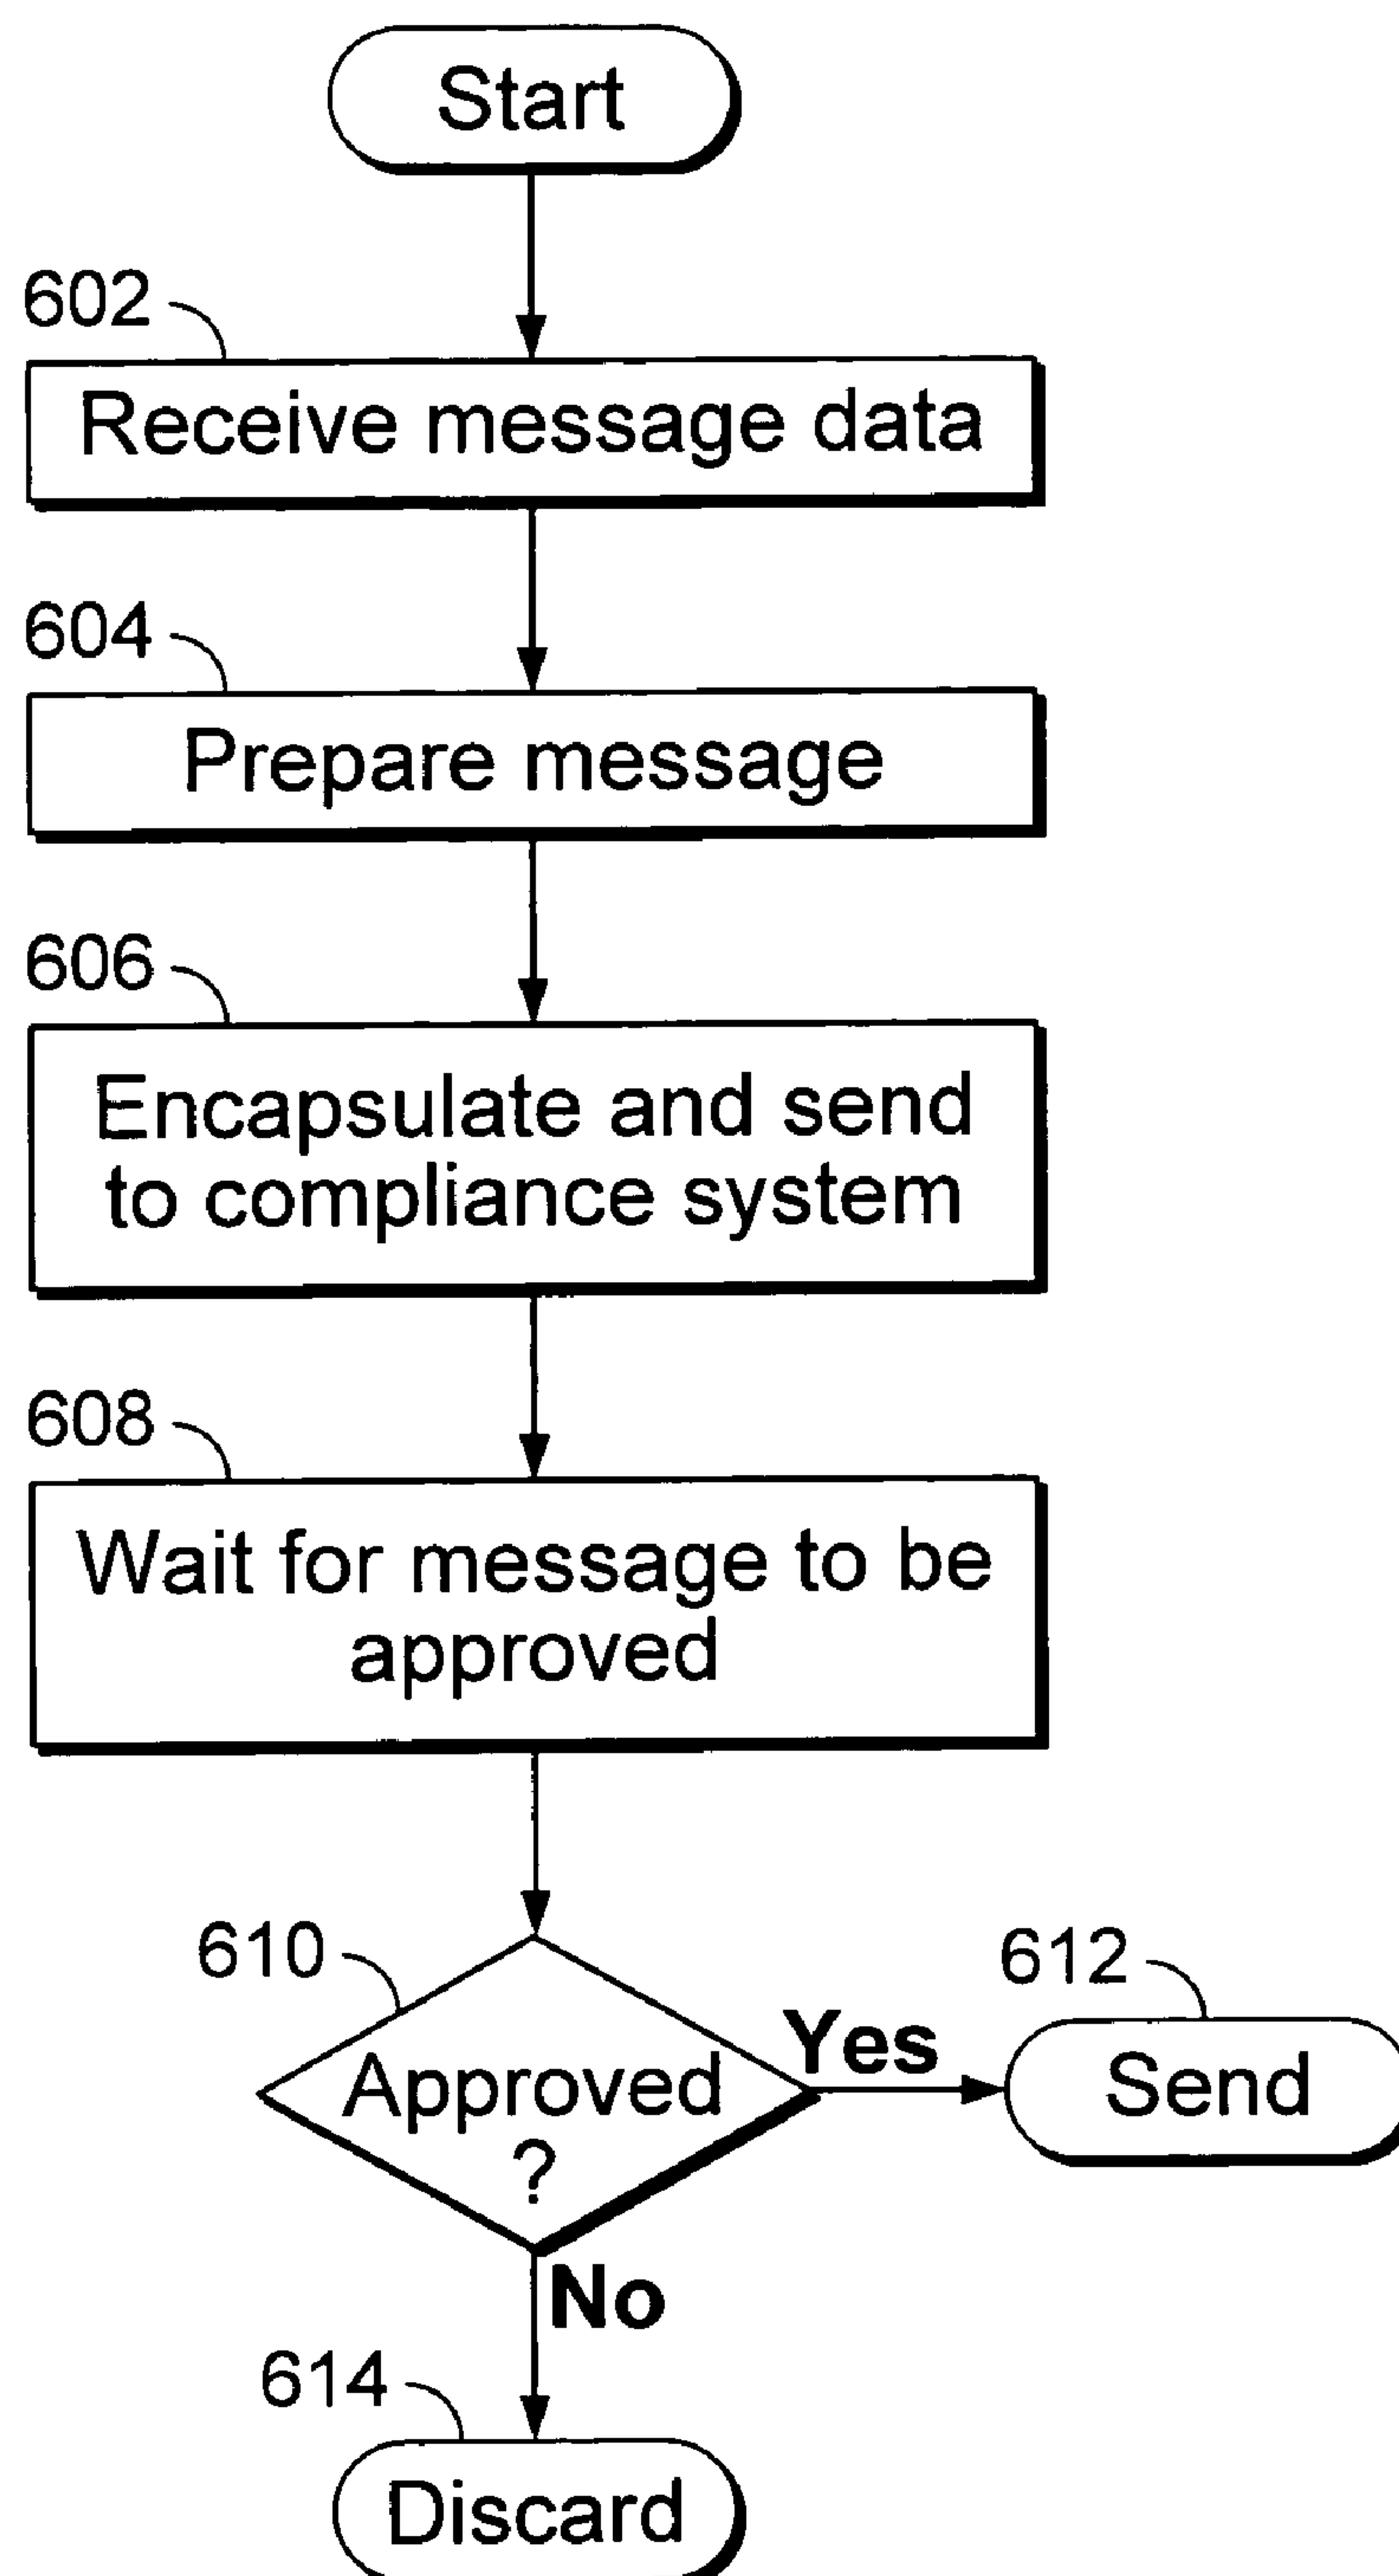 Start
602
Receive message data
604
Prepare message
606
Encapsulate and send
to compliance system
608
Wait for message to be
approved
610
Approved
?
Yes
612
Send
No
614
Discard